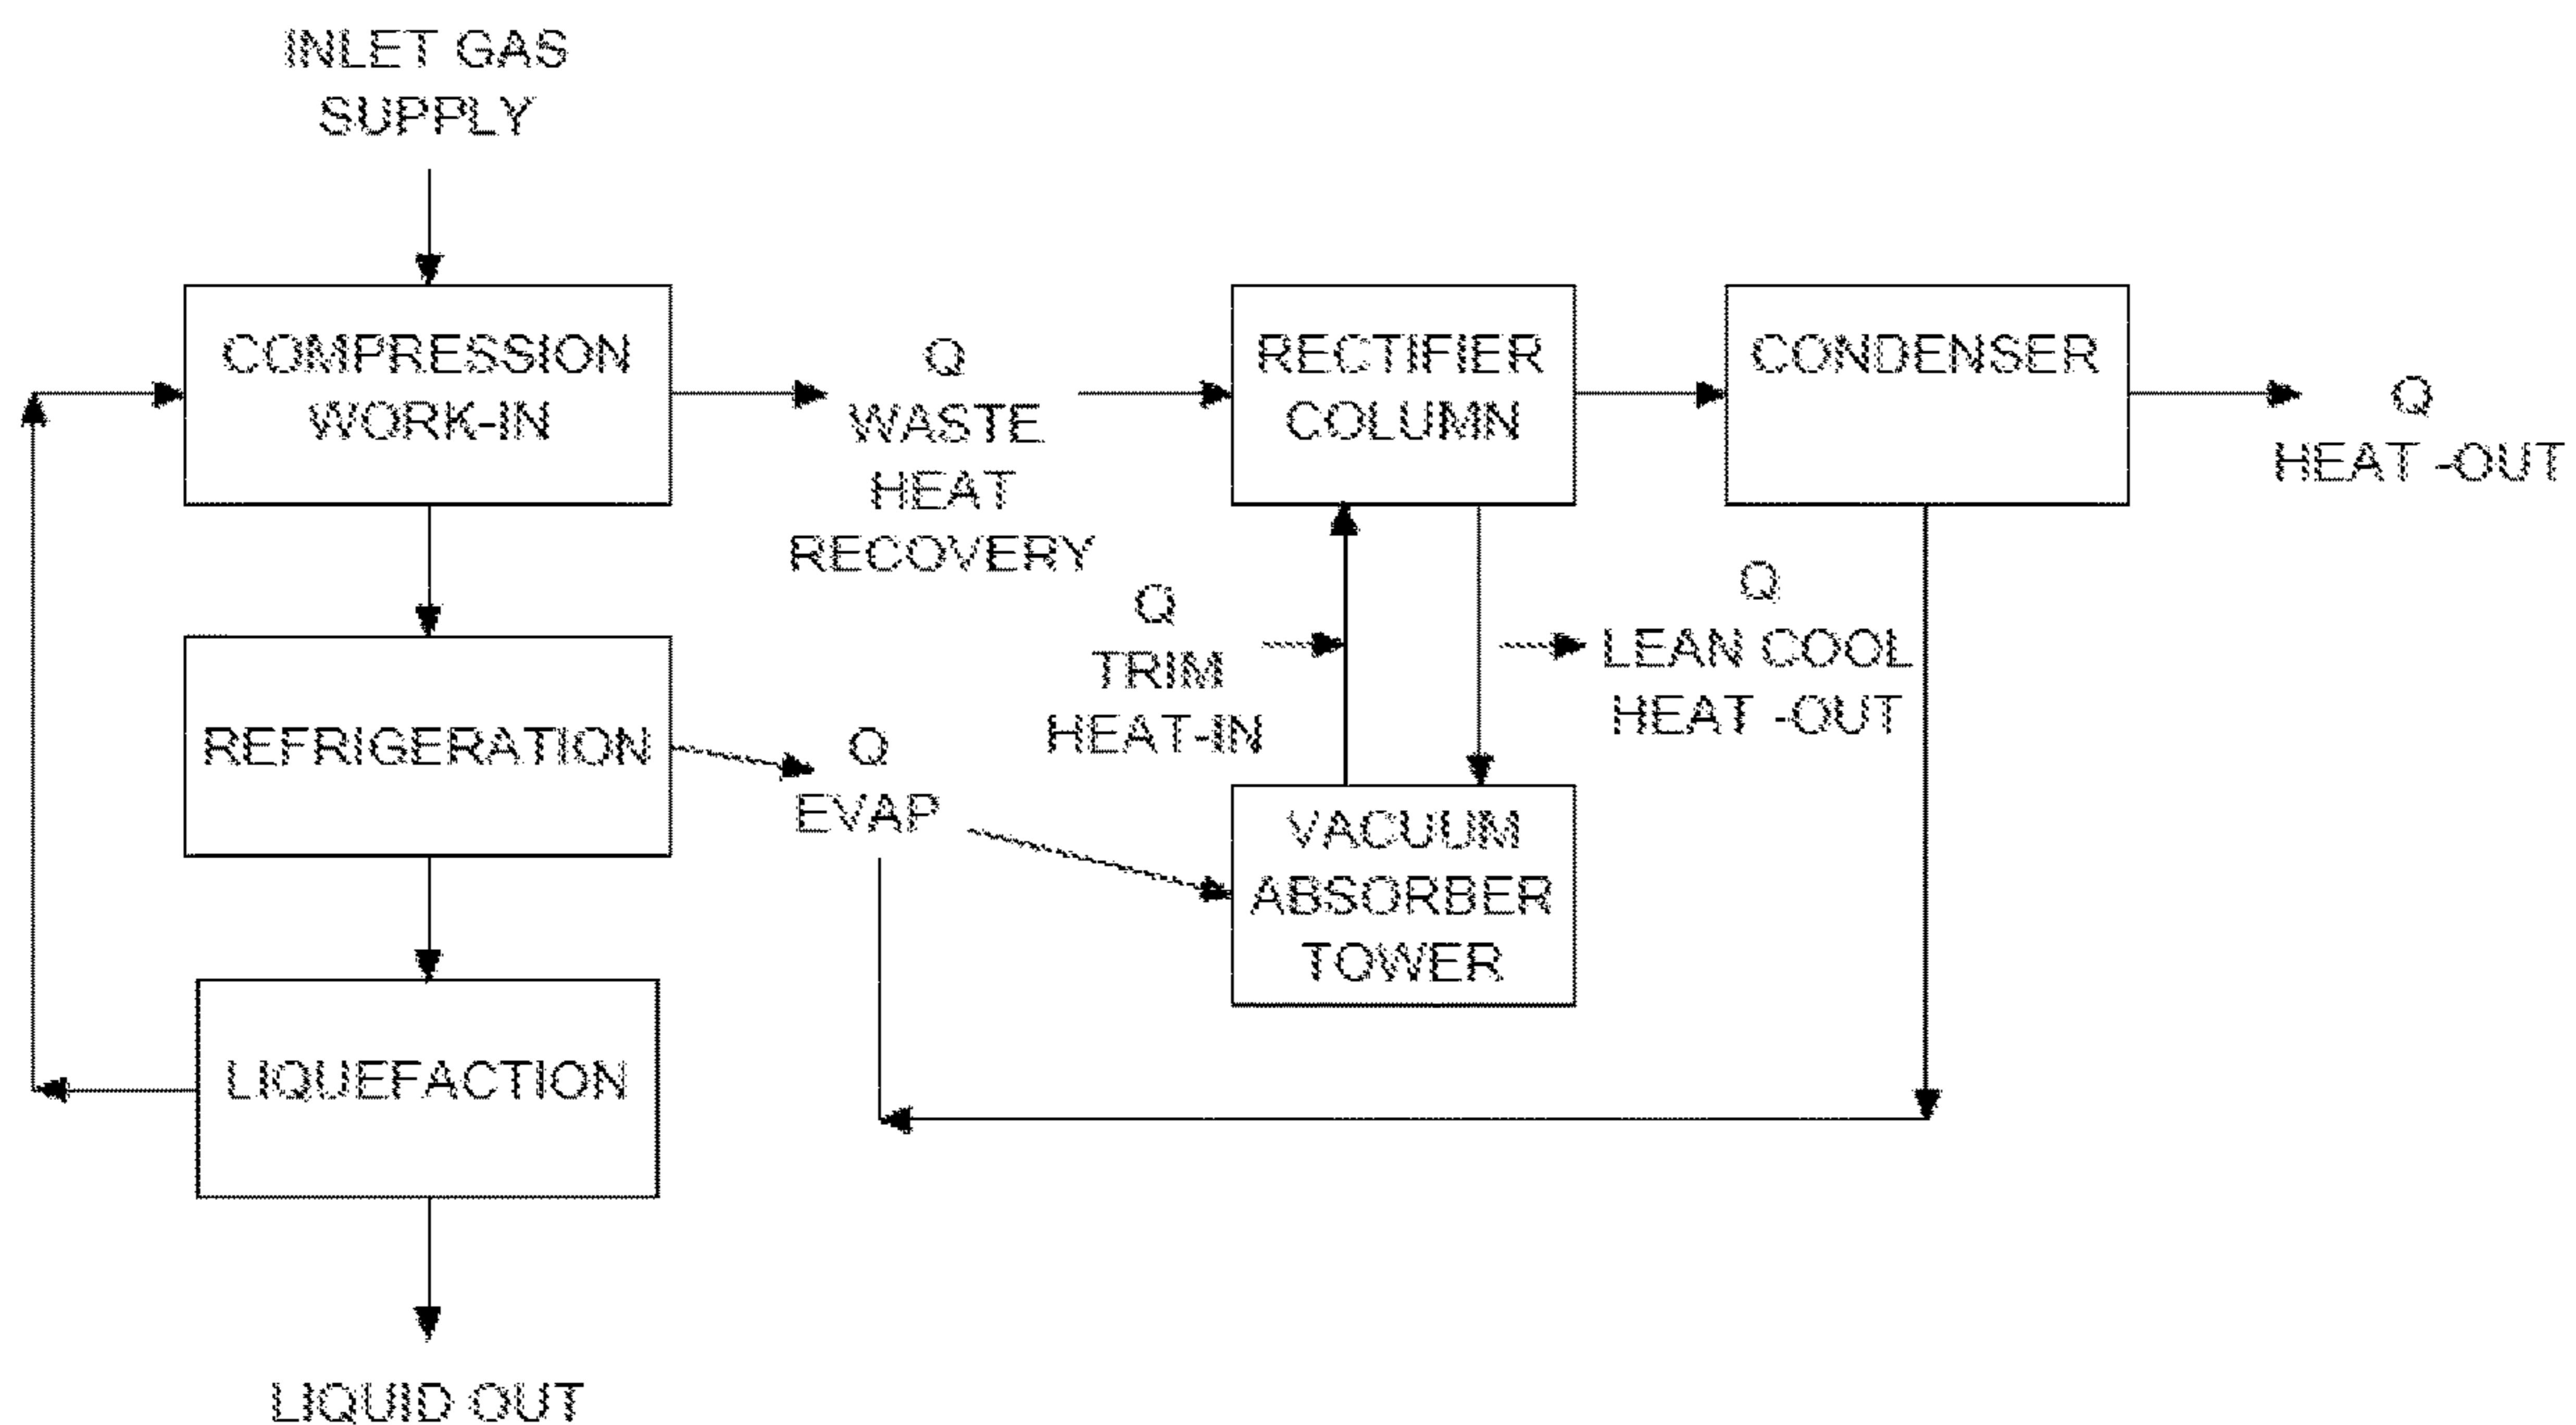 INLET GAS
SUPPLY
COMPRESSION
WORK-IN
Q
WASTE
HEAT
RECOVERY
RECTIFIER
COLUMN
CONDENSER
Q
HEAT -OUT
Q
TRIM
HEAT-IN
Q
LEAN COOL
HEAT -OUT
REFRIGERATION
Q
EVAP
VACUUM
ABSORBER
TOWER
LIQUEFACTION
LIQUID OUT